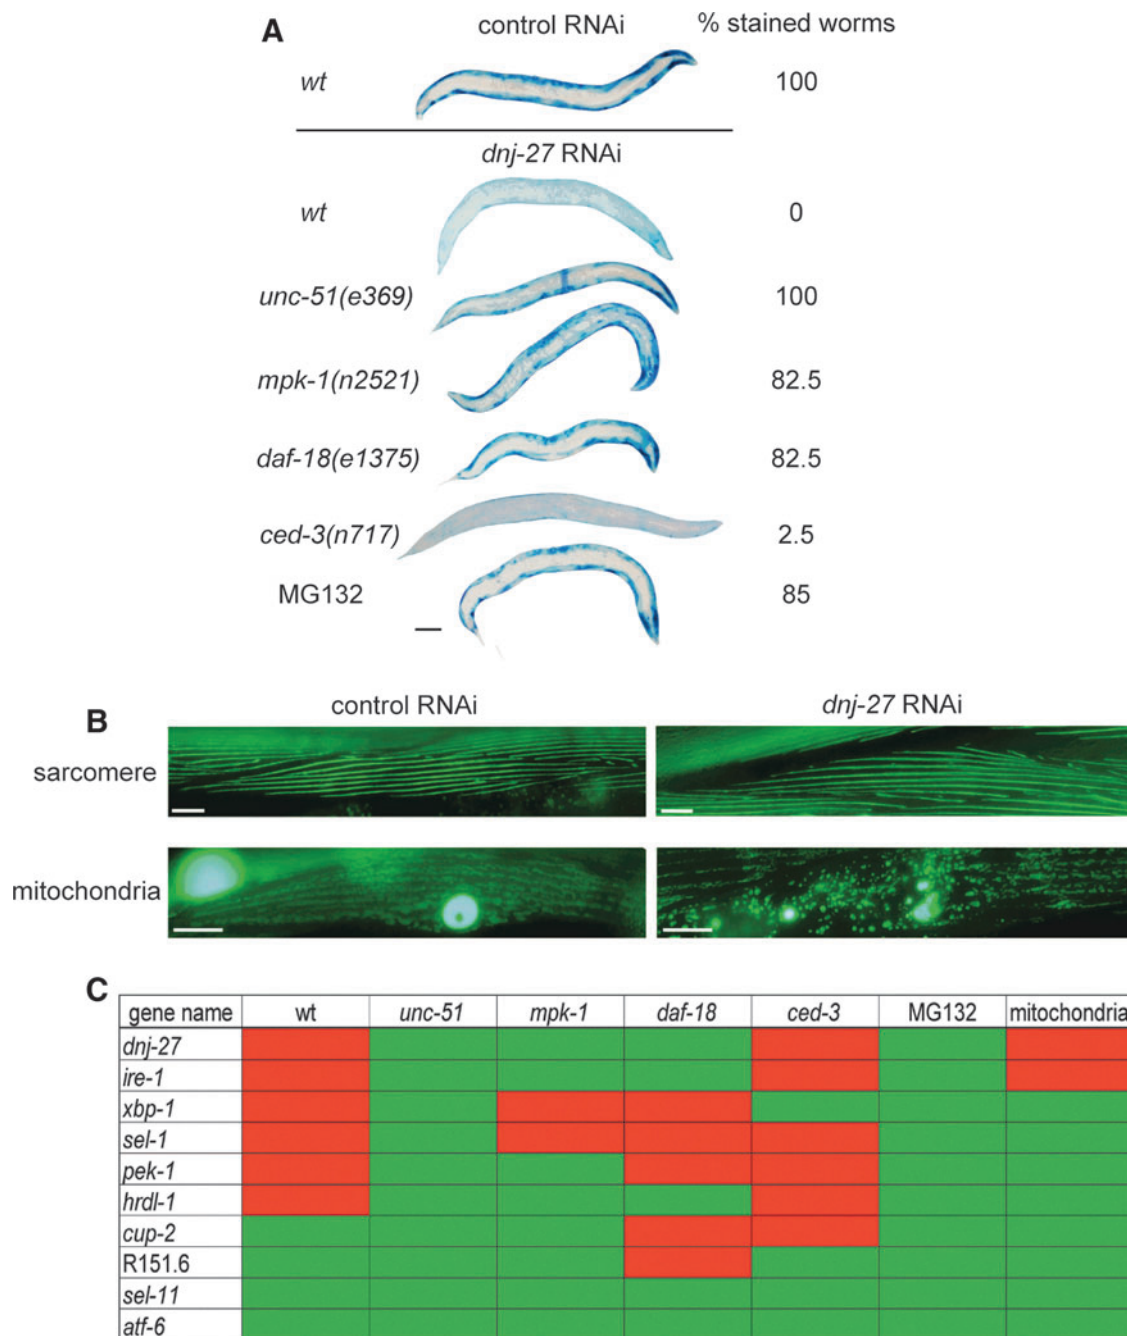 A
control RNAi % stained worms
wt 100
dnj-27 RNAi
wt 0
unc-51(e369) 100
mpk-1(n2521) 82.5
daf-18(e1375) 82.5
ced-3(n717) 2.5
MG132 85
B
control RNAi dnj-27 RNAi
sarcomere
mitochondria
C
gene name wt unc-51 mpk-1 daf-18 ced-3 MG132 mitochondria
dnj-27
ire-1
xbp-1
sel-1
pek-1
hrdl-1
cup-2
R151.6
sel-11
atf-6